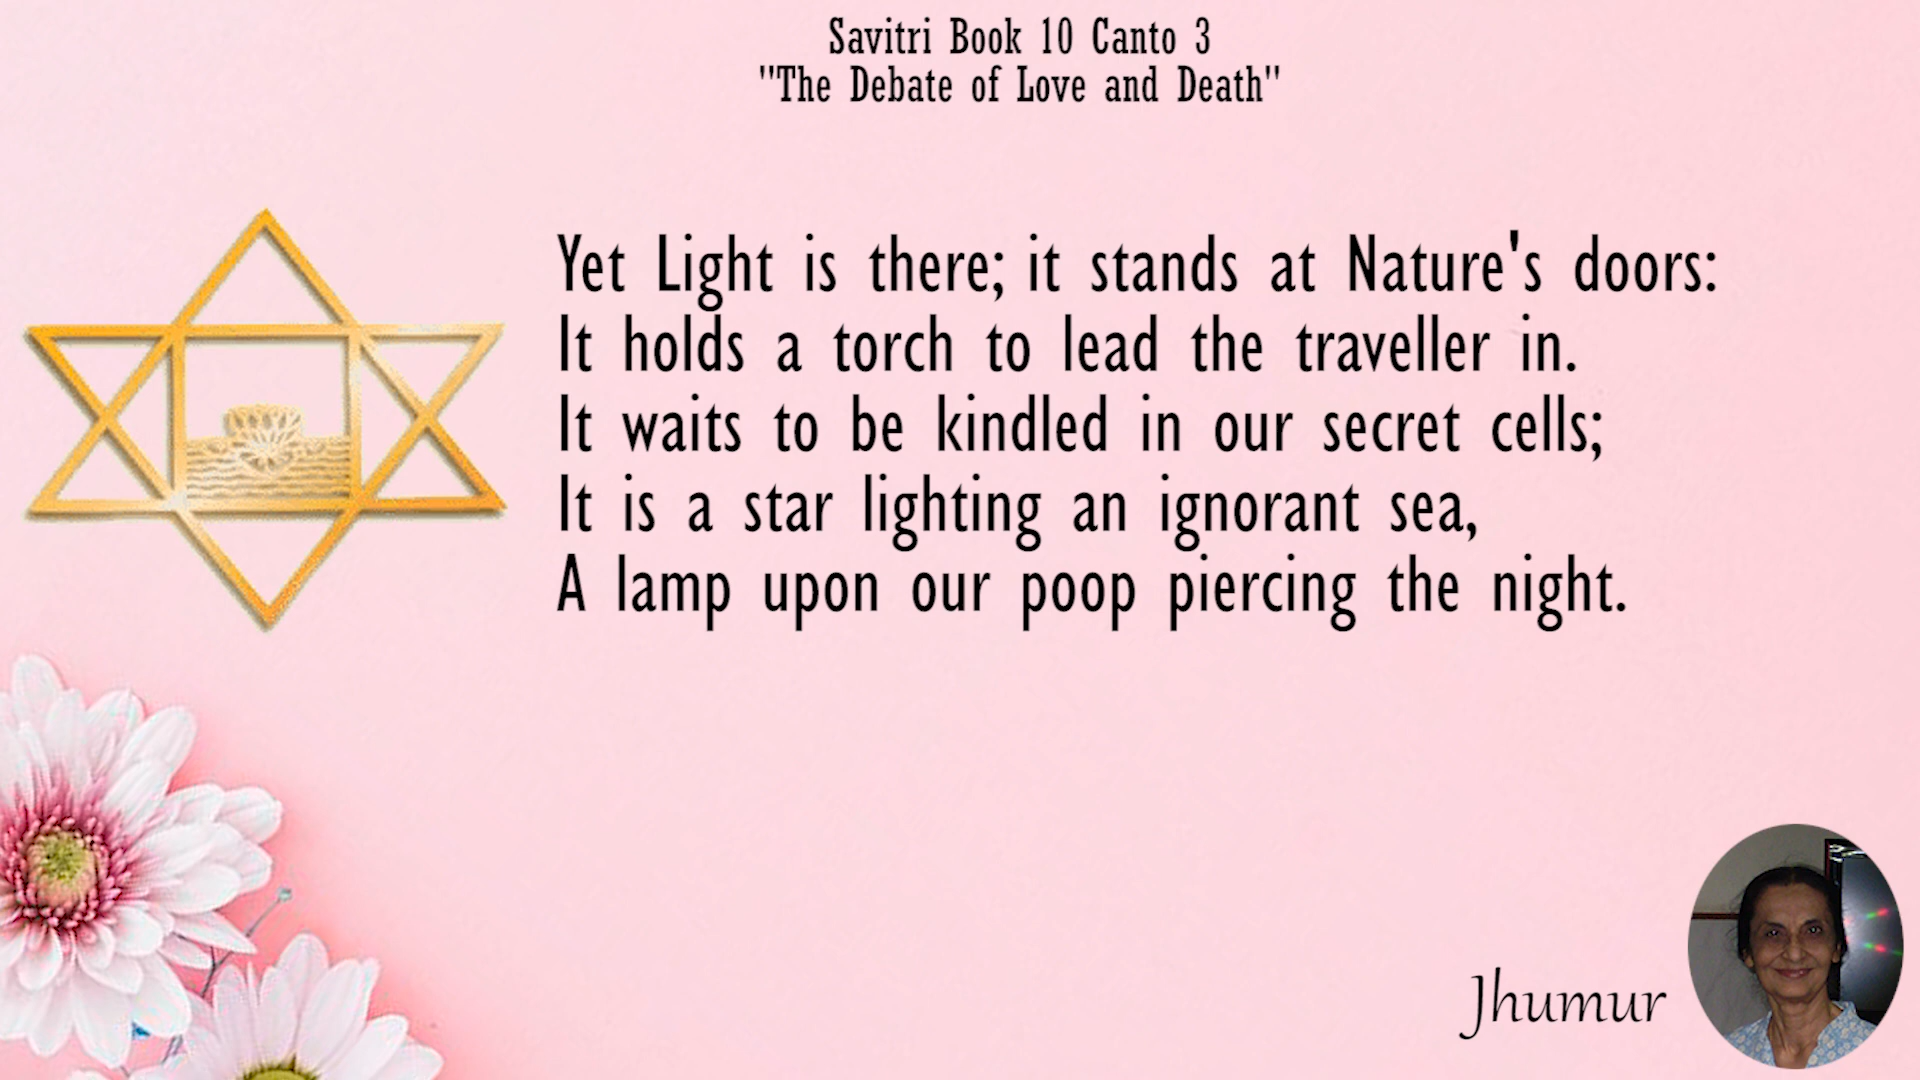 Savitri Book 10 Canto 3
"The Debate of Love and Death"
Yet Light is there; it stands at Nature's doors:
It holds a torch to lead the traveller in.
It waits to be kindled in our secret cells;
It is a star lighting an ignorant sea,
A lamp upon our poop piercing the night.
Jhumur